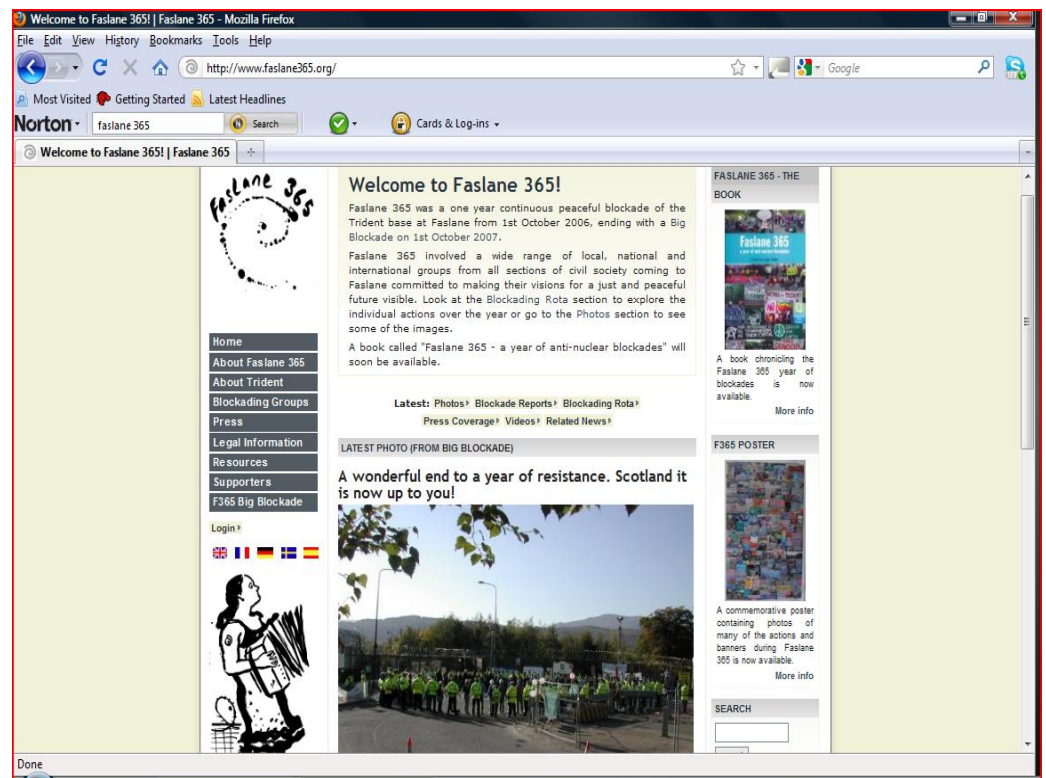 Welcome to Faslane 365! | Faslane 365 - Mozilla Firefox
File Edit View History Bookmarks Tools Help
http://www.faslane365.org/
Google
Most Visited Getting Started Latest Headlines
Norton
faslane 365
Search
Cards & Log-ins
Welcome to Faslane 365! | Faslane 365
Faslane 365
Home
About Faslane 365
About Trident
Blockading Groups
Press
Legal Information
Resources
Supporters
F365 Big Blockade
Login
Welcome to Faslane 365!
Faslane 365 was a one year continuous peaceful blockade of the
Trident base at Faslane from 1st October 2006, ending with a Big
Blockade on 1st October 2007.
Faslane 365 involved a wide range of local, national and
international groups from all sections of civil society coming to
Faslane committed to making their visions for a just and peaceful
future visible. Look at the Blockading Rota section to explore the
individual actions over the year or go to the Photos section to see
some of the images.
A book called "Faslane 365 - a year of anti-nuclear blockades" will
soon be available.
Latest: Photos Blockade Reports Blockading Rota
Press Coverage Videos Related News
LATEST PHOTO (FROM BIG BLOCKADE)
A wonderful end to a year of resistance. Scotland it
is now up to you!
FASLANE 365 - THE
BOOK
Faslane 365
A book chronicling the
Faslane 365 year of
blockades is now
available.
More info
F365 POSTER
A commemorative poster
containing photos of
many of the actions and
banners during Faslane
365 is now available.
More info
SEARCH
Done